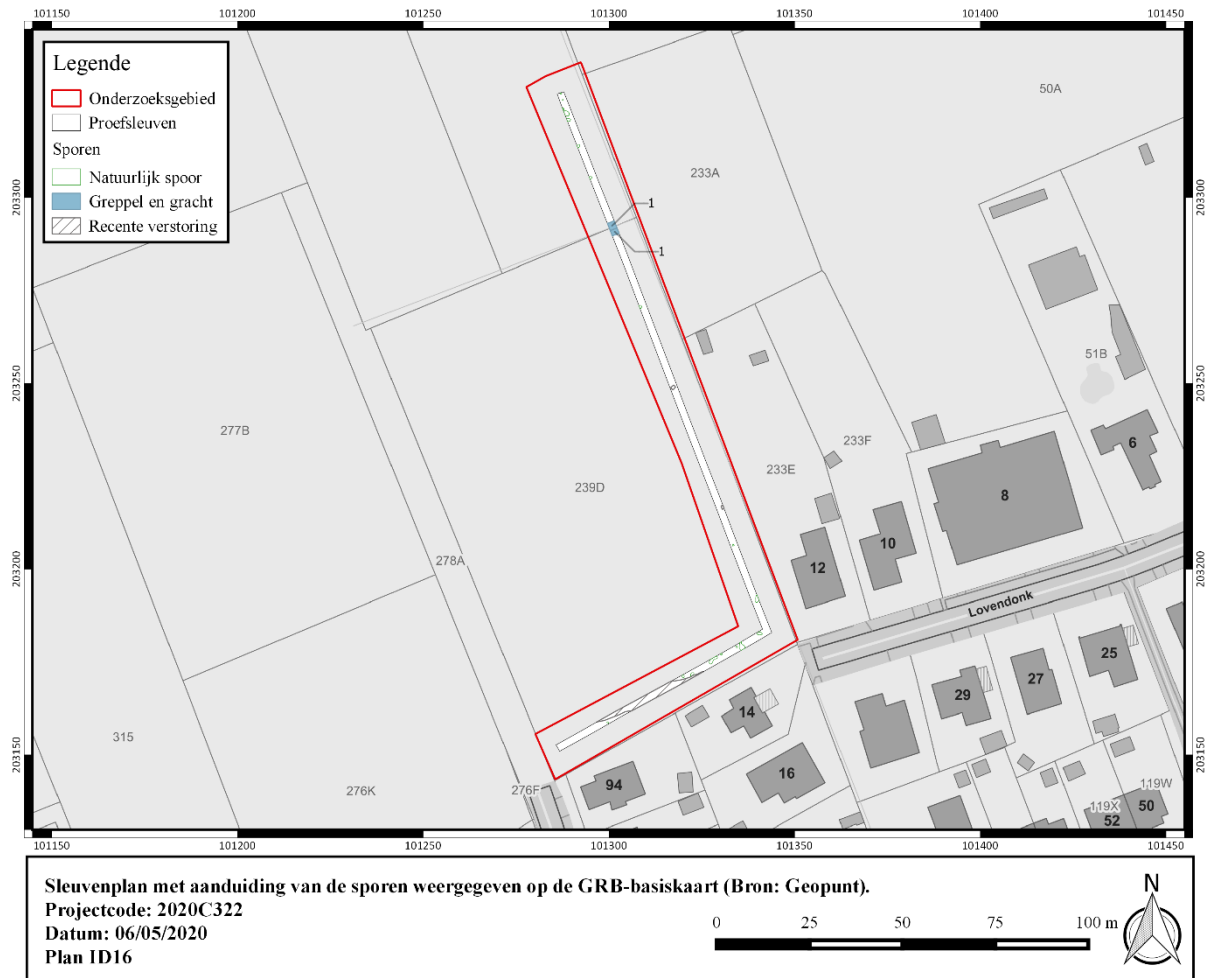 101150 101200 101250 101300 101350 101400 101450
Legende
Onderzoeksgebied
Proefsleuven
Sporen
Natuurlijk spoor
Greppel en gracht
Recente verstoring
50A
233A
203300
203300
1
1
51B
203250
203250
277B
233F
6
233E
239D
8
10
12
278A
203200
203200
Lovendonk
25
27
29
14
315
203150
203150
16
94
276K
276F
119W
119X
50
52
101150 101200 101250 101300 101350 101400 101450
Sleuvenplan met aanduiding van de sporen weergegeven op de GRB-basiskaart (Bron: Geopunt).
Projectcode: 2020C322
Datum: 06/05/2020
Plan ID16
0 25 50 75 100 m
N